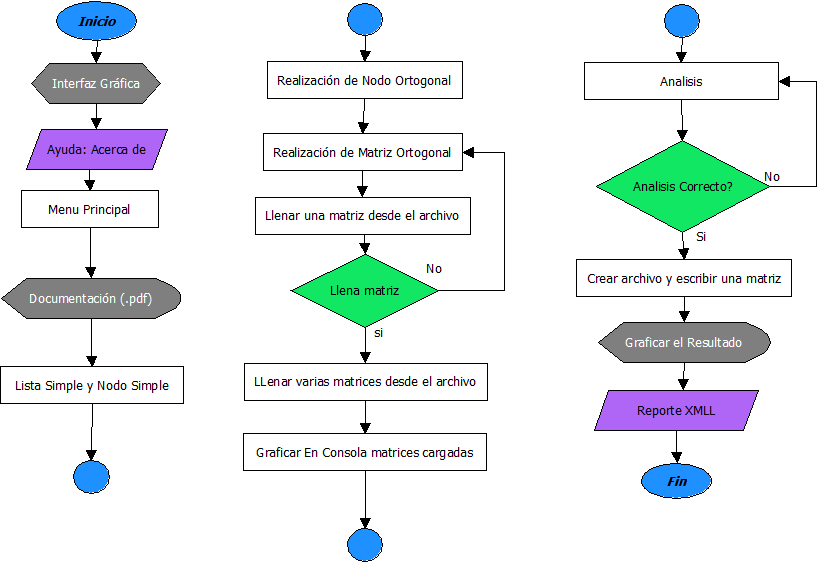 Inicio
Interfaz Gráfica
Ayuda: Acerca de
Menu Principal
Documentación (.pdf)
Lista Simple y Nodo Simple
Realización de Nodo Ortogonal
Realización de Matriz Ortogonal
Llenar una matriz desde el archivo
No
Llena matriz
si
LLenar varias matrices desde el archivo
Graficar En Consola matrices cargadas
Analisis
No
Analisis Correcto?
Si
Crear archivo y escribir una matriz
Graficar el Resultado
Reporte XMLL
Fin